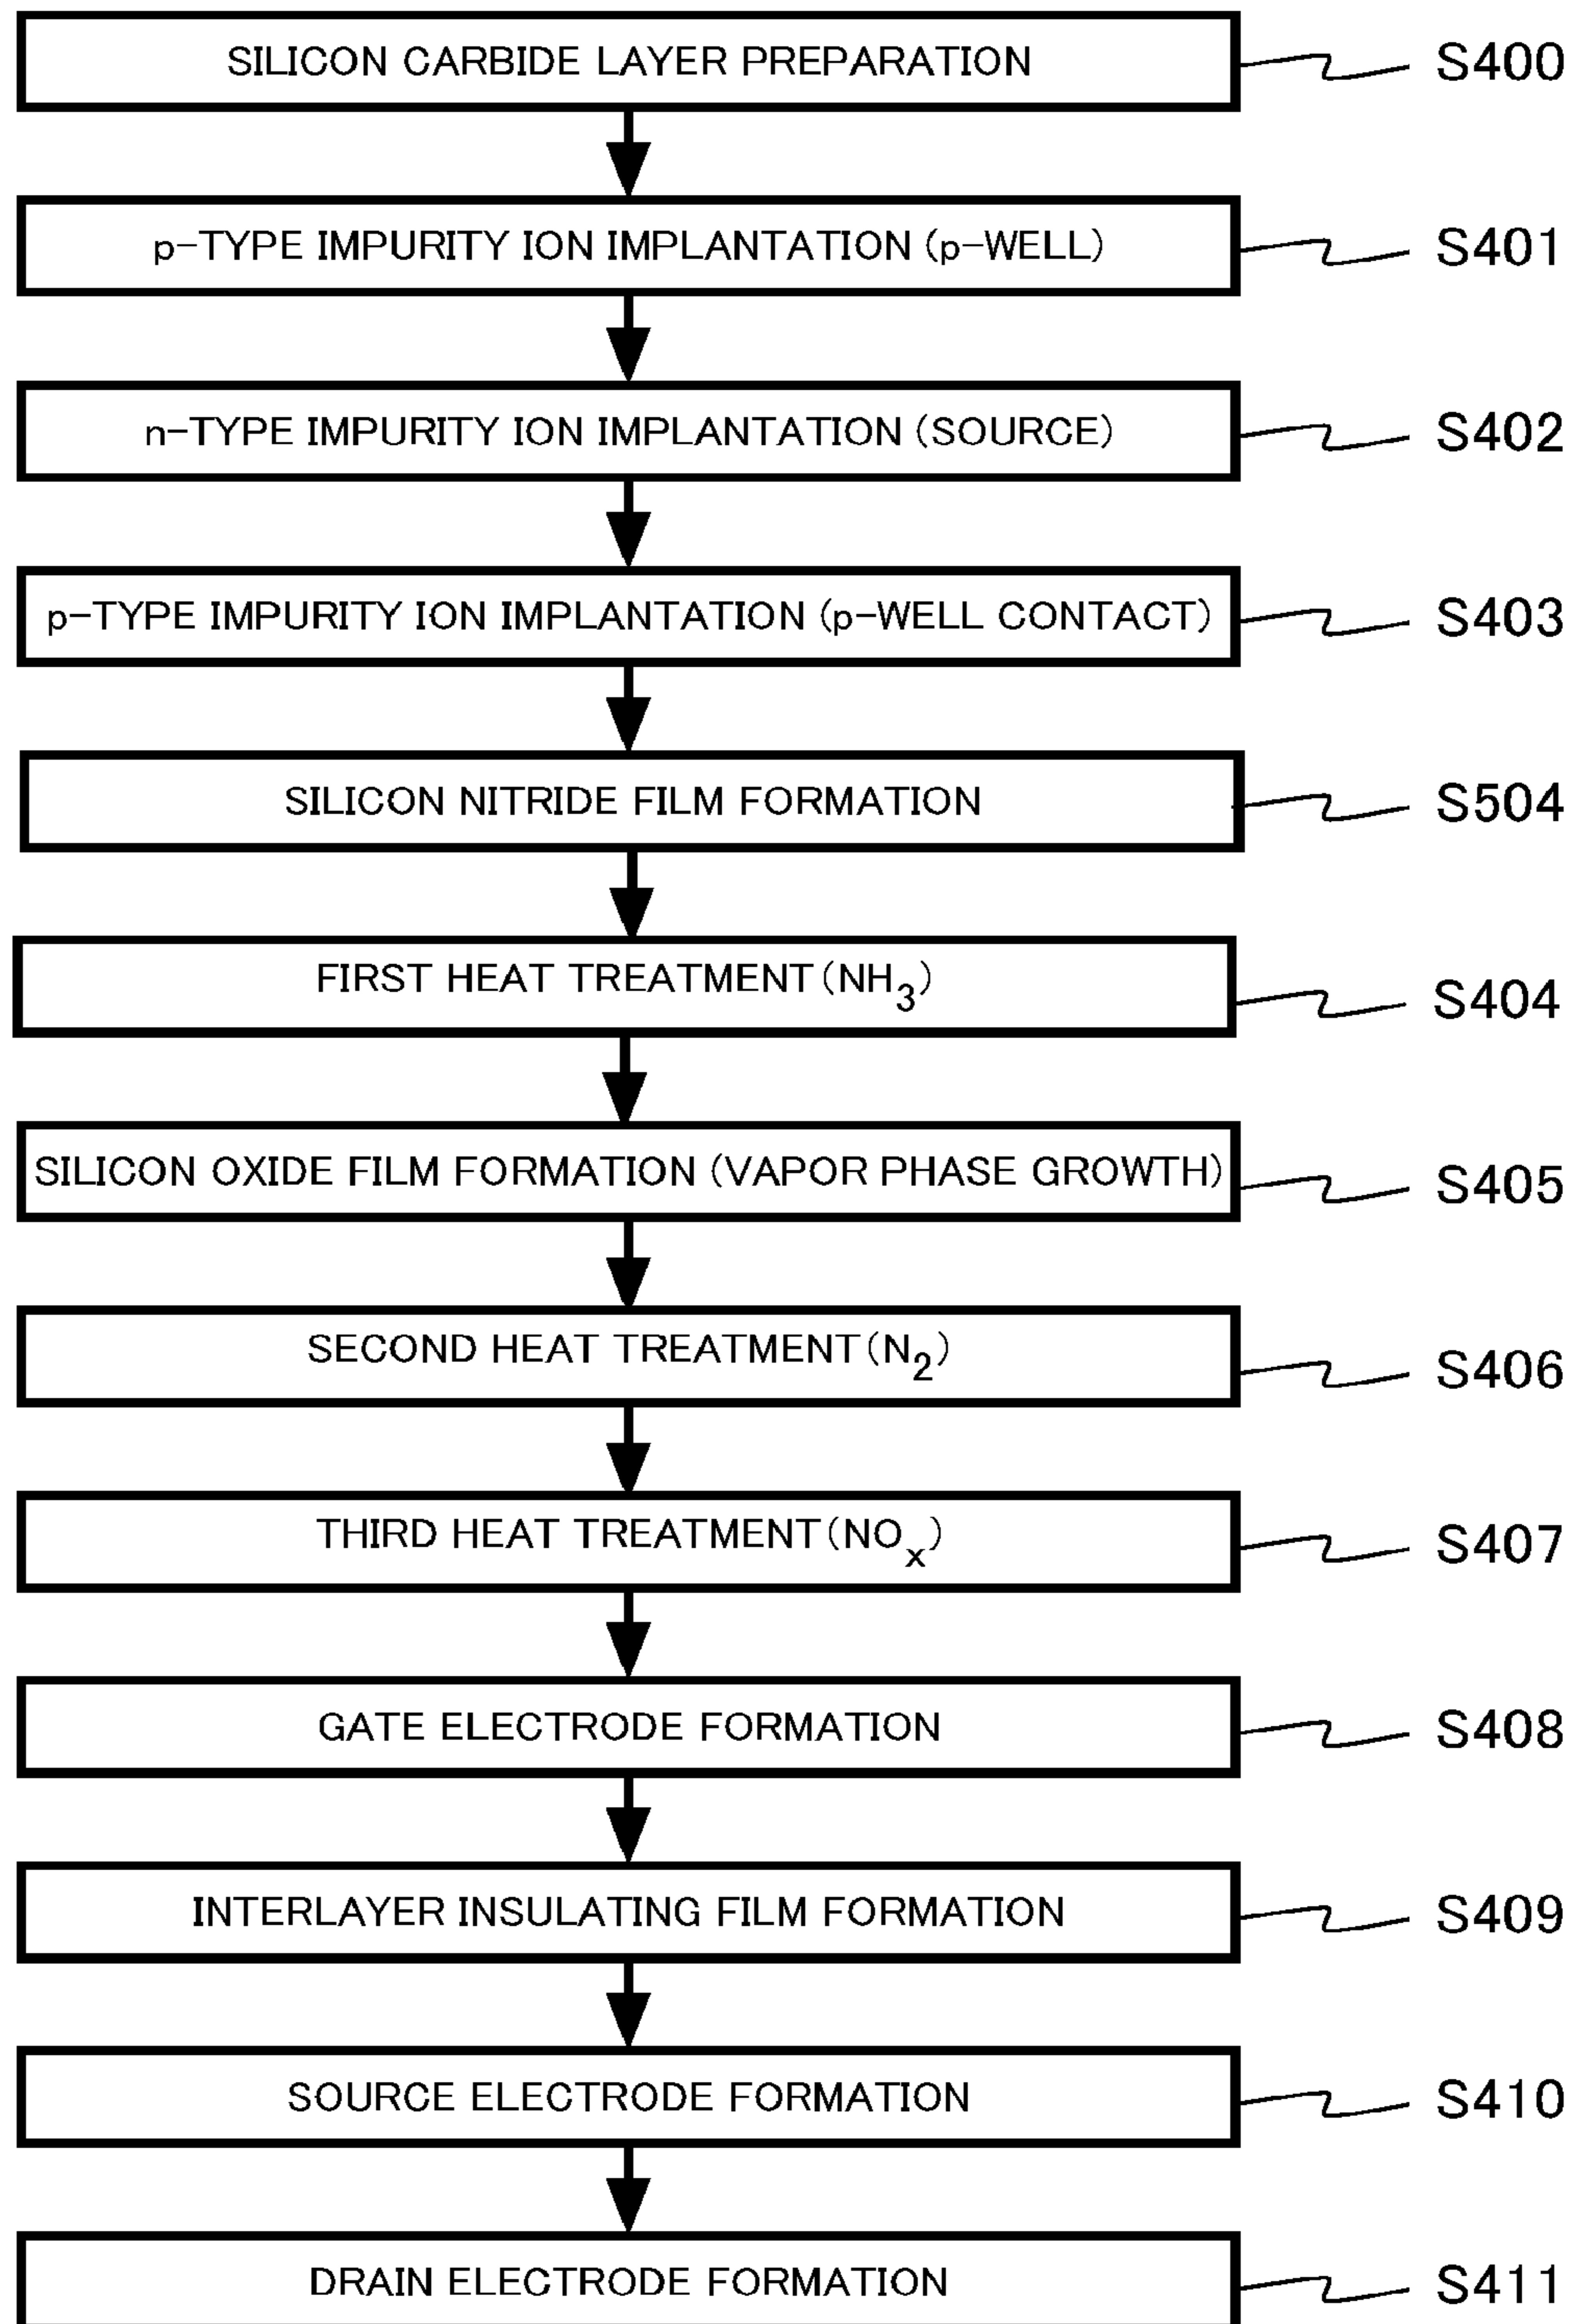 SILICON CARBIDE LAYER PREPARATION S400
p-TYPE IMPURITY ION IMPLANTATION (p-WELL) S401
n-TYPE IMPURITY ION IMPLANTATION (SOURCE) S402
p-TYPE IMPURITY ION IMPLANTATION (p-WELL CONTACT) S403
SILICON NITRIDE FILM FORMATION S504
FIRST HEAT TREATMENT (NH3) S404
SILICON OXIDE FILM FORMATION (VAPOR PHASE GROWTH) S405
SECOND HEAT TREATMENT (N2) S406
THIRD HEAT TREATMENT (NOx) S407
GATE ELECTRODE FORMATION S408
INTERLAYER INSULATING FILM FORMATION S409
SOURCE ELECTRODE FORMATION S410
DRAIN ELECTRODE FORMATION S411